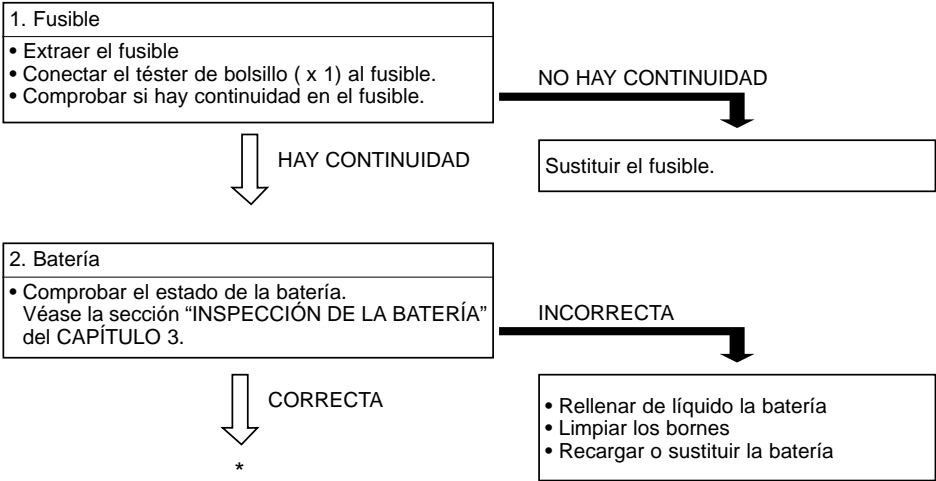 1. Fusible
• Extraer el fusible
• Conectar el téster de bolsillo ( x 1) al fusible.
• Comprobar si hay continuidad en el fusible.
NO HAY CONTINUIDAD
HAY CONTINUIDAD
Sustituir el fusible.
2. Batería
• Comprobar el estado de la batería.
Véase la sección “INSPECCIÓN DE LA BATERÍA”
del CAPÍTULO 3.
INCORRECTA
CORRECTA
• Rellenar de líquido la batería
• Limpiar los bornes
• Recargar o sustituir la batería
*